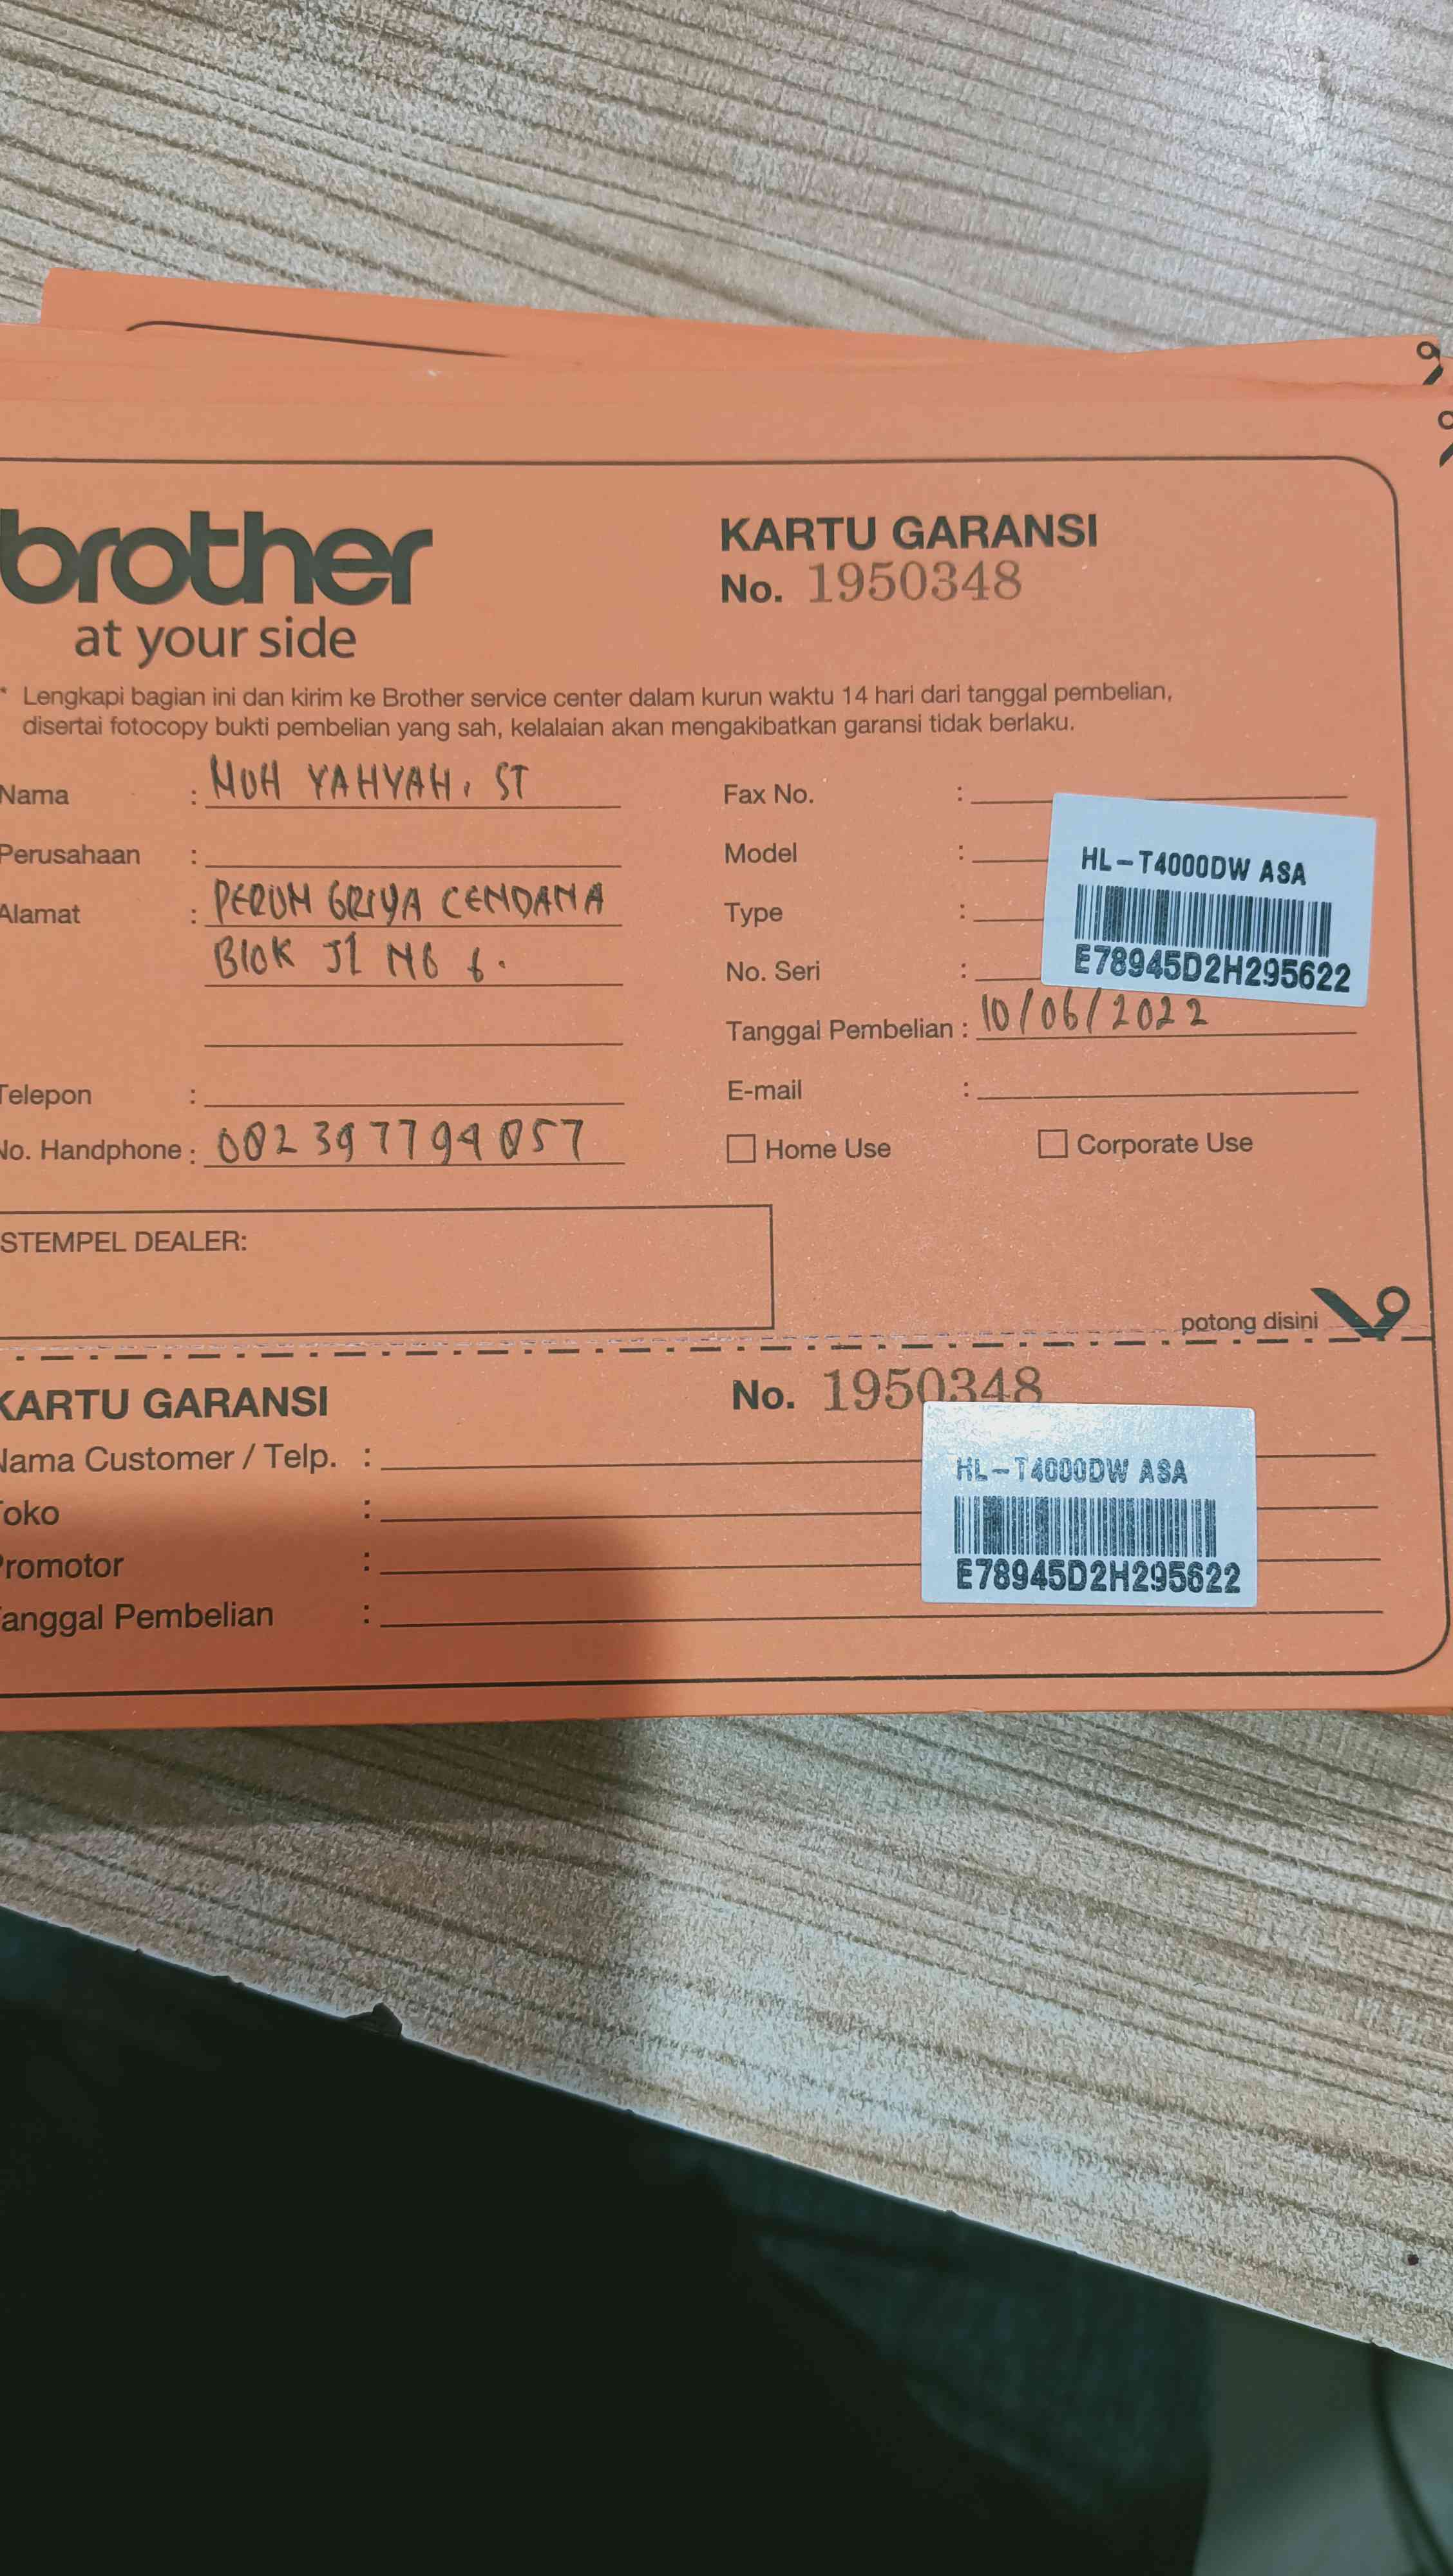 brother
at your side
KARTU GARANSI
No. 1950348
* Lengkapi bagian ini dan kirim ke Brother service center dalam kurun waktu 14 hari dari tanggal pembelian,
disertai fotocopy bukti pembelian yang sah, kelalaian akan mengakibatkan garansi tidak berlaku.
Nama : MOH YAHYAH, ST
Perusahaan :
Alamat : PERUM GRIYA CENDANA
BLOK J1 NO 6.
Telepon :
No. Handphone : 082397794057
Fax No. :
Model :
Type :
No. Seri :
HL-T4000DW ASA
E78945D2H295622
Tanggal Pembelian : 10/06/2022
E-mail :
Home Use Corporate Use
STEMPEL DEALER:
potong disini
KARTU GARANSI No. 1950348
Nama Customer / Telp. :
Toko :
Promotor :
Tanggal Pembelian :
HL-T4000DW ASA
E78945D2H295622